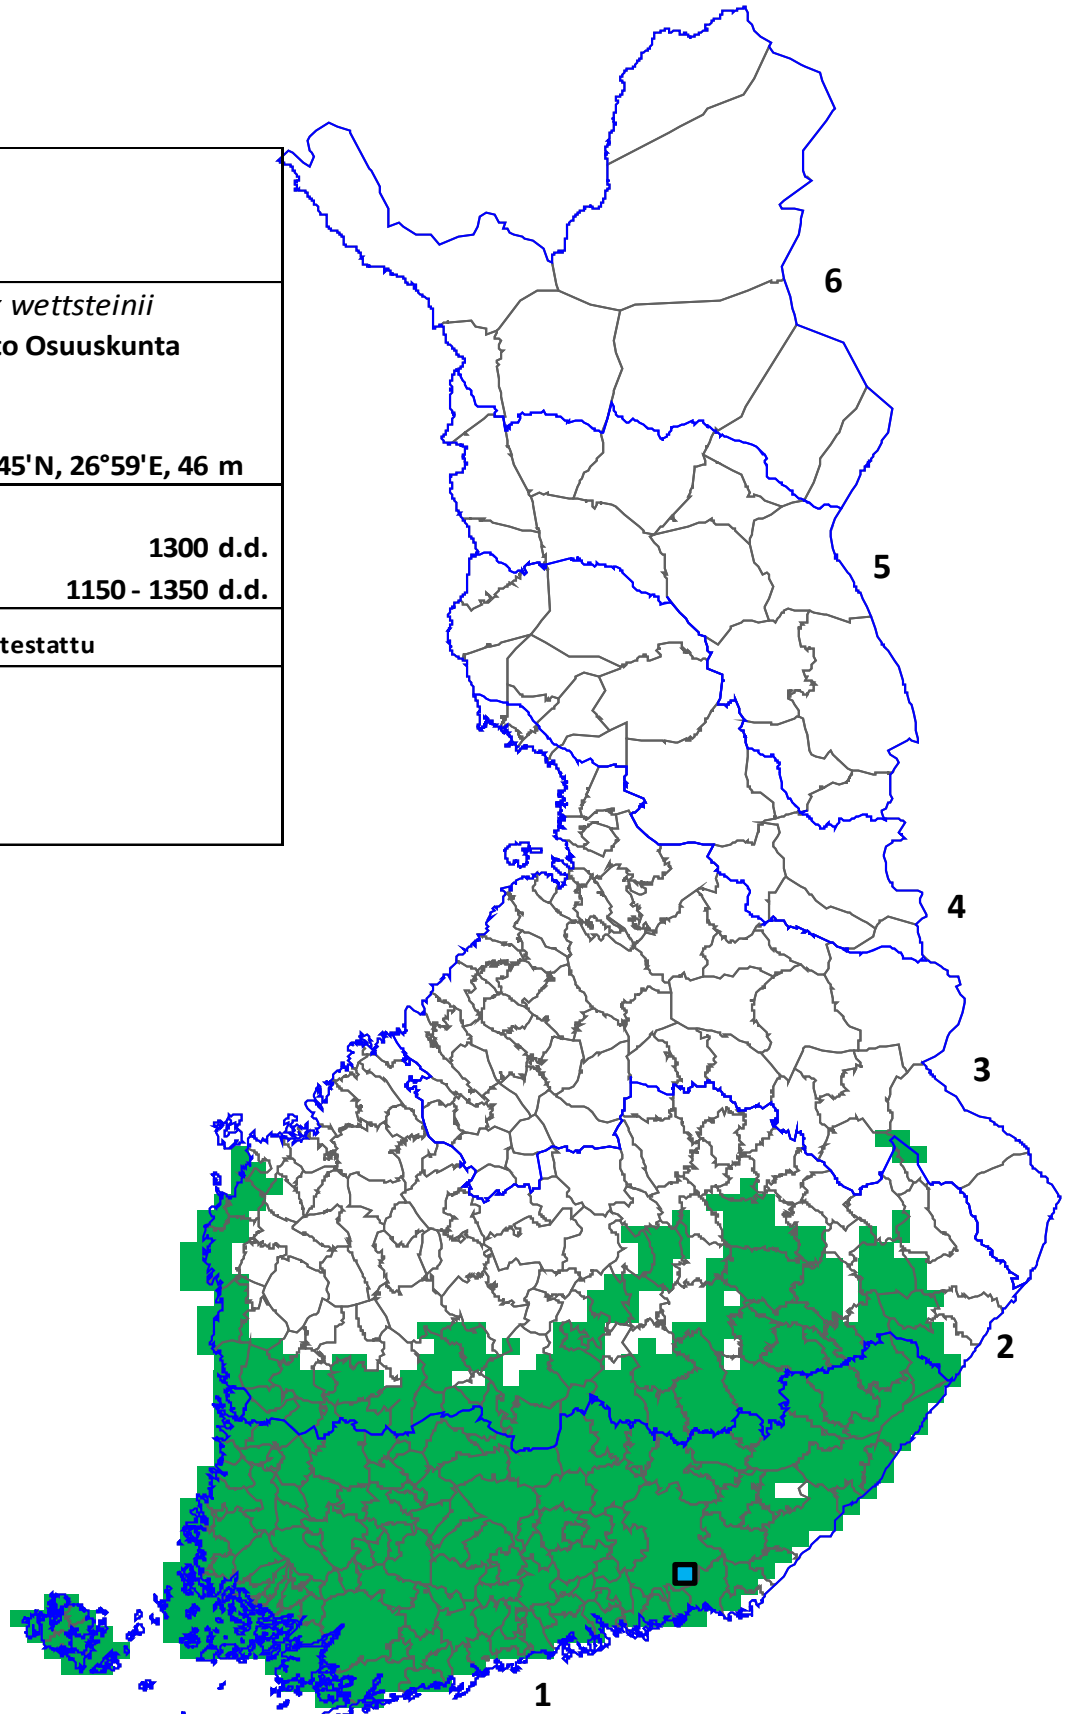 wettsteinii
Osuuskunta
45'N, 26°59'E, 46 m
1300 d.d.
1150 - 1350 d.d.
testattu
6
5
4
3
2
1